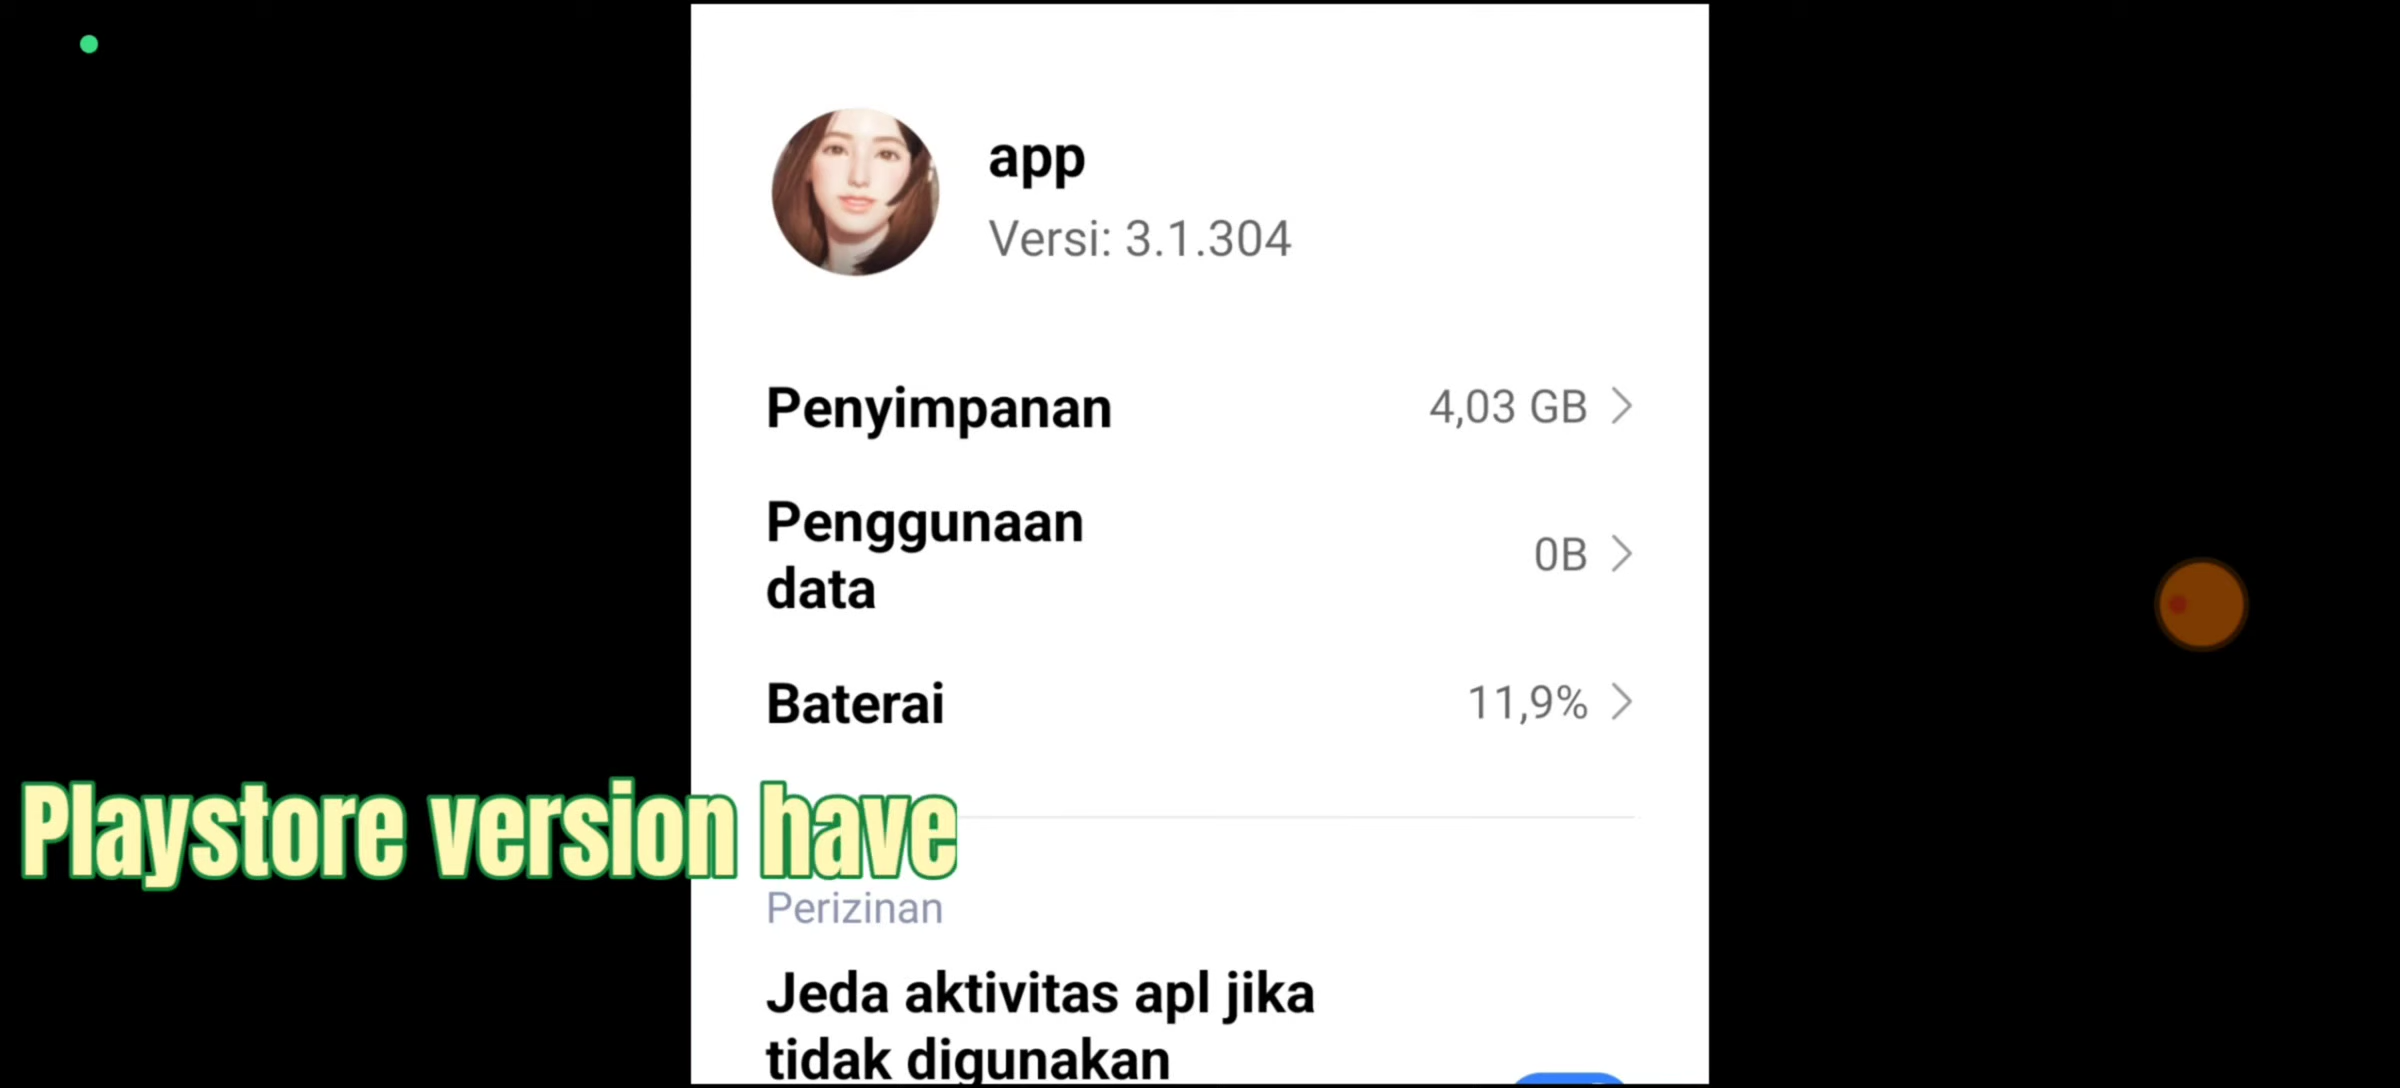 app
Versi: 3.1.304
Penyimpanan 4,03 GB
Penggunaan
data
0B
Baterai 11,9%
Playstore version have
Perizinan
Jeda aktivitas apl jika
tidak digunakan